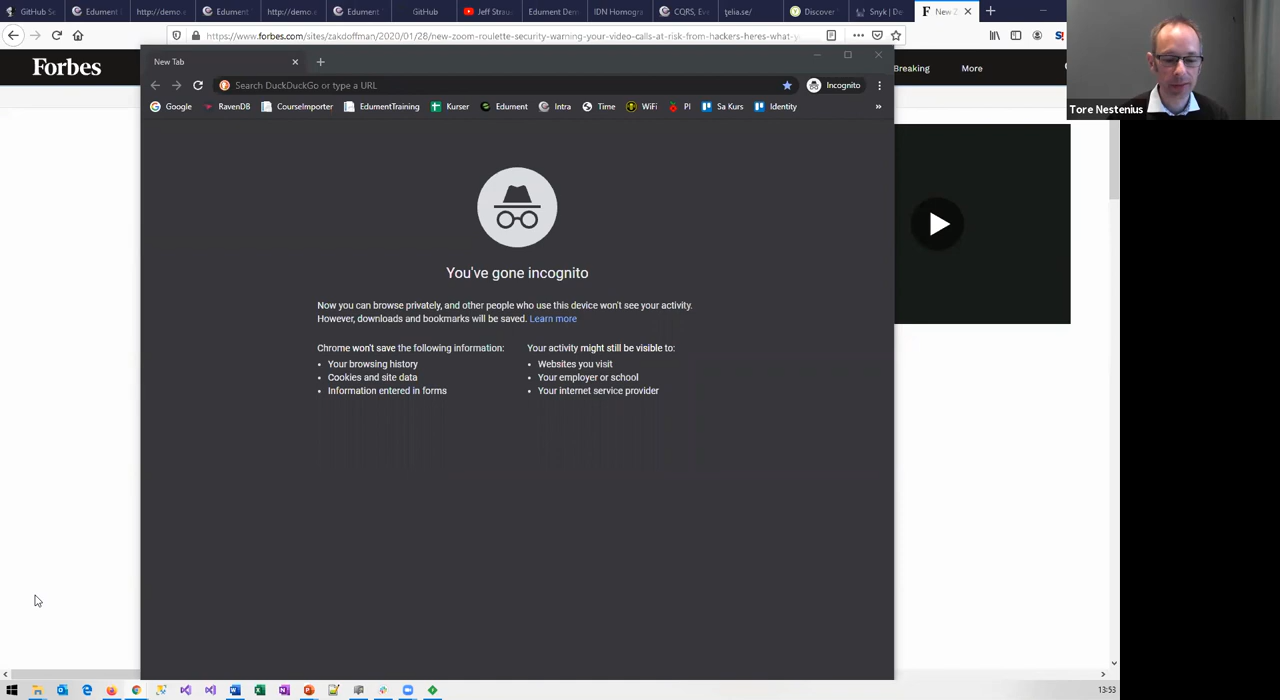 GitHub Se
Edument
http://demo.e
Edument
http://demo.e
Edument
GitHub
Jeff Strau
Edument De
IDN Homogra
CQRS, Eve
ţelia.se/
Discover
Snyk | De
New Z
https://www.forbes.com/sites/zakdoffman/2020/01/28/new-zoom-roulette-security-warning-your-video-calls-at-risk-from-hackers-heres-what-y
Forbes
Breaking
More
Tore Nestenius
New Tab
Search DuckDuckGo or type a URL
Incognito
Google
RavenDB
CourseImporter
EdumentTraining
Kurser
Edument
Intra
Time
WiFi
PI
Sa Kurs
Identity
»
You've gone incognito
Now you can browse privately, and other people who use this device won't see your activity.
However, downloads and bookmarks will be saved. Learn more
Chrome won't save the following information:
• Your browsing history
• Cookies and site data
• Information entered in forms
Your activity might still be visible to:
• Websites you visit
• Your employer or school
• Your internet service provider
13:53